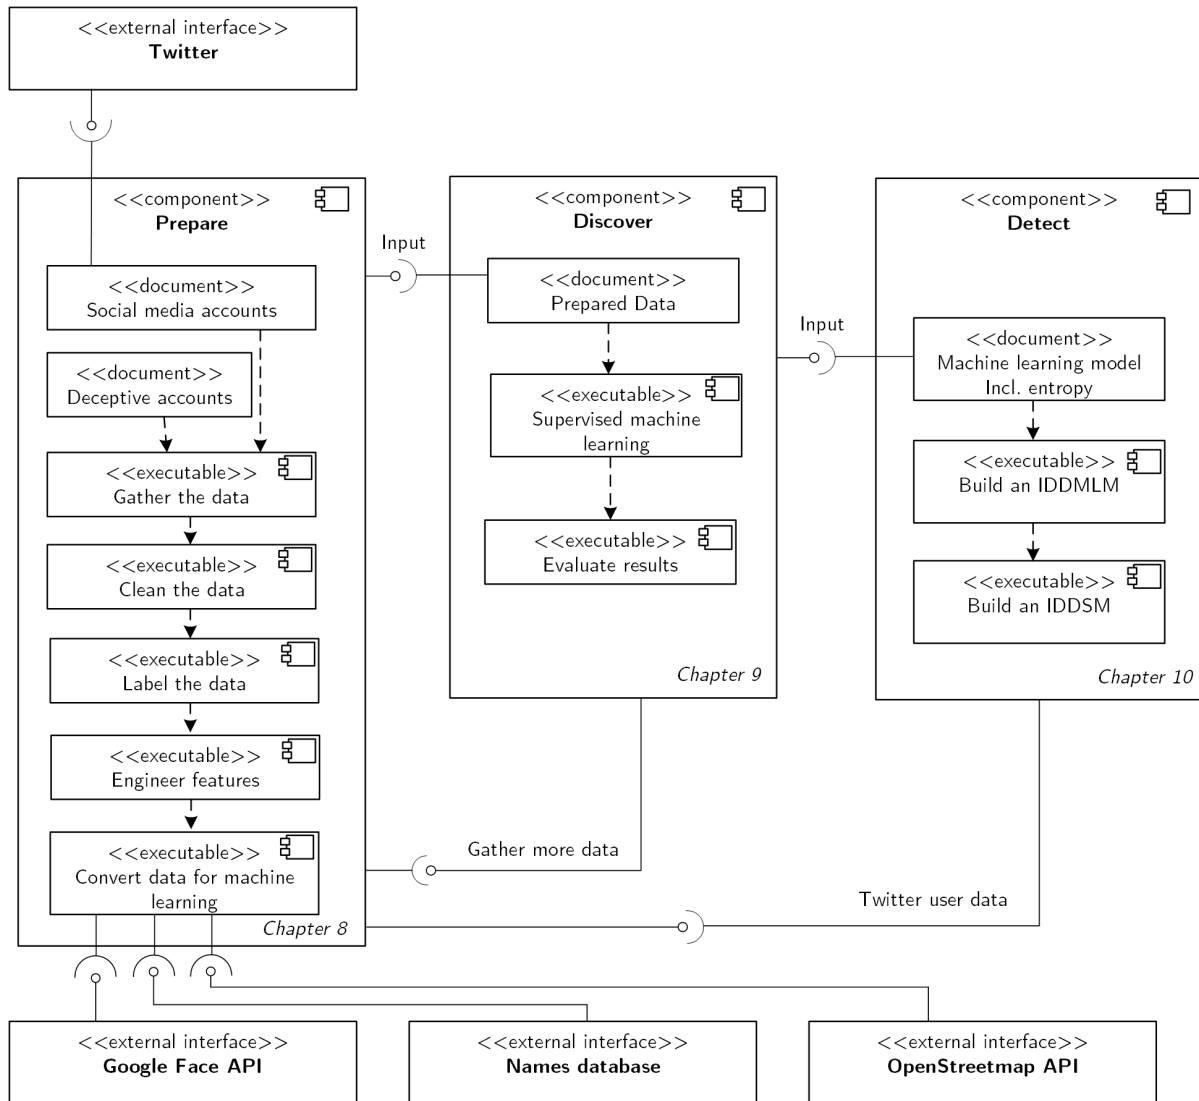 <<external interface>>
Twitter
<<component>>
Prepare
<<document>>
Social media accounts
<<document>>
Deceptive accounts
<<executable>>
Gather the data
<<executable>>
Clean the data
<<executable>>
Label the data
<<executable>>
Engineer features
<<executable>>
Convert data for machine
learning
Chapter 8
Input
<<component>>
Discover
<<document>>
Prepared Data
<<executable>>
Supervised machine
learning
<<executable>>
Evaluate results
Chapter 9
Input
<<component>>
Detect
<<document>>
Machine learning model
Incl. entropy
<<executable>>
Build an IDDMLM
<<executable>>
Build an IDDSM
Chapter 10
Gather more data
Twitter user data
<<external interface>>
Google Face API
<<external interface>>
Names database
<<external interface>>
OpenStreetmap API